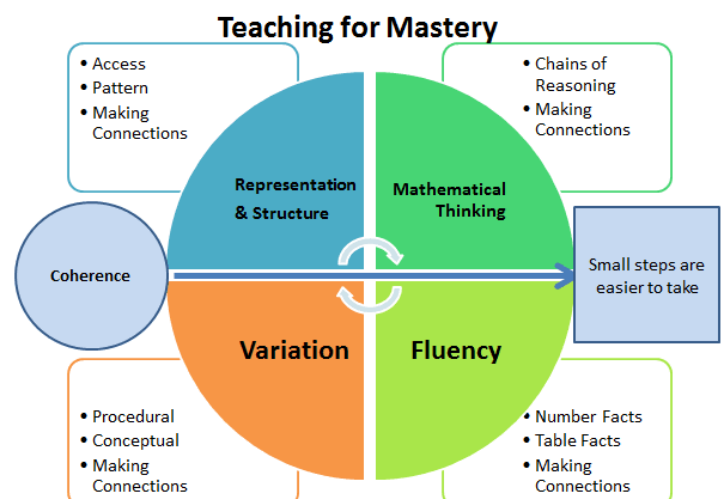 Teaching for Mastery
• Access
• Pattern
• Making
Connections
• Chains of
Reasoning
• Making
Connections
Representation
& Structure
Mathematical
Thinking
Coherence
Small steps are
easier to take
Variation
Fluency
• Procedural
• Conceptual
• Making
Connections
• Number Facts
• Table Facts
• Making
Connections